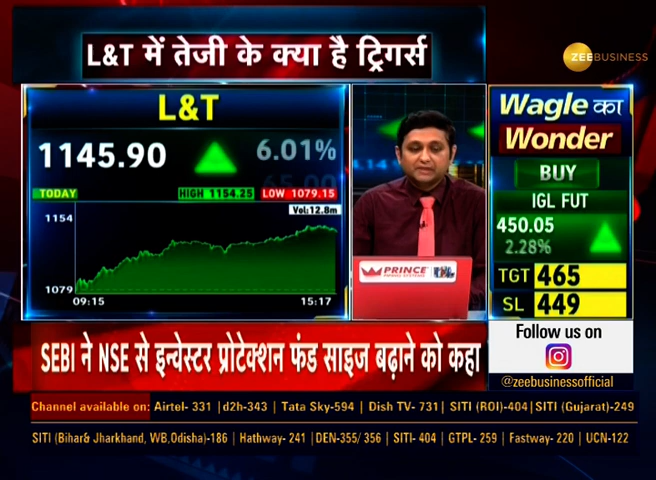 L&T में तेजी के क्या है ट्रिगर्स
ZEEBUSINESS
L&T
1145.90 6.01%
65.00
TODAY HIGH 1154.25 LOW 1079.15
Vol:12.8m
1154
1079
09:15 15:17
PRINCE
Wagle का
Wonder
BUY
IGL FUT
450.05
2.28%
TGT 465
SL 449
SEBI ने NSE से इन्वेस्टर प्रोटेक्शन फंड साइज बढ़ाने को कहा
Follow us on
@zeebusinessofficial
Channel available on: Airtel- 331 | d2h-343 | Tata Sky-594 | Dish TV- 731| SITI (ROI)-404|SITI (Gujarat)-249
SITI (Bihar& Jharkhand, WB,Odisha)-186 | Hathway- 241 |DEN-355/ 356 | SITI- 404 | GTPL- 259 | Fastway- 220 | UCN-122